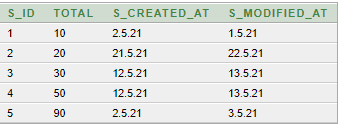 S_ID TOTAL S_CREATED_AT S_MODIFIED_AT
1 10 2.5.21 1.5.21
2 20 21.5.21 22.5.21
3 30 12.5.21 13.5.21
4 50 12.5.21 13.5.21
5 90 2.5.21 3.5.21